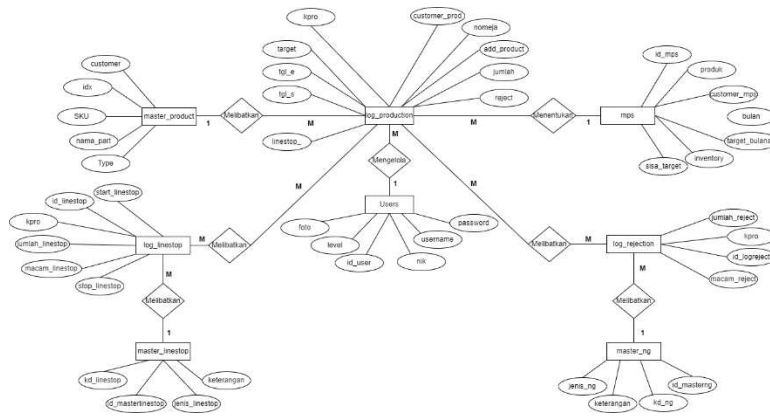 kpro
customer_prod
nomeja
target
add_product
id_mps
customer
produk
tgl_e
jumlah
idx
customer_mps
tgl_s
reject
SKU
master_product
Melibatkan
log_production
Menentukan
mps
bulan
1
M
M
1
nama_part
linestop_
M
target_bulana
Type
Mengelola
sisa_target
inventory
start_linestop
M
1
M
id_linestop
Users
jumlah_reject
kpro
foto
password
kpro
jumlah_linestop
log_linestop
M
Melibatkan
level
username
Melibatkan
M
log_rejection
id_logreject
macam_linestop
id_user
nik
macam_reject
stop_linestop
M
M
Melibatkan
Melibatkan
1
1
master_linestop
master_ng
kd_linestop
keterangan
jenis_ng
id_masterng
id_masterlinestop
jenis_linestop
keterangan
kd_ng